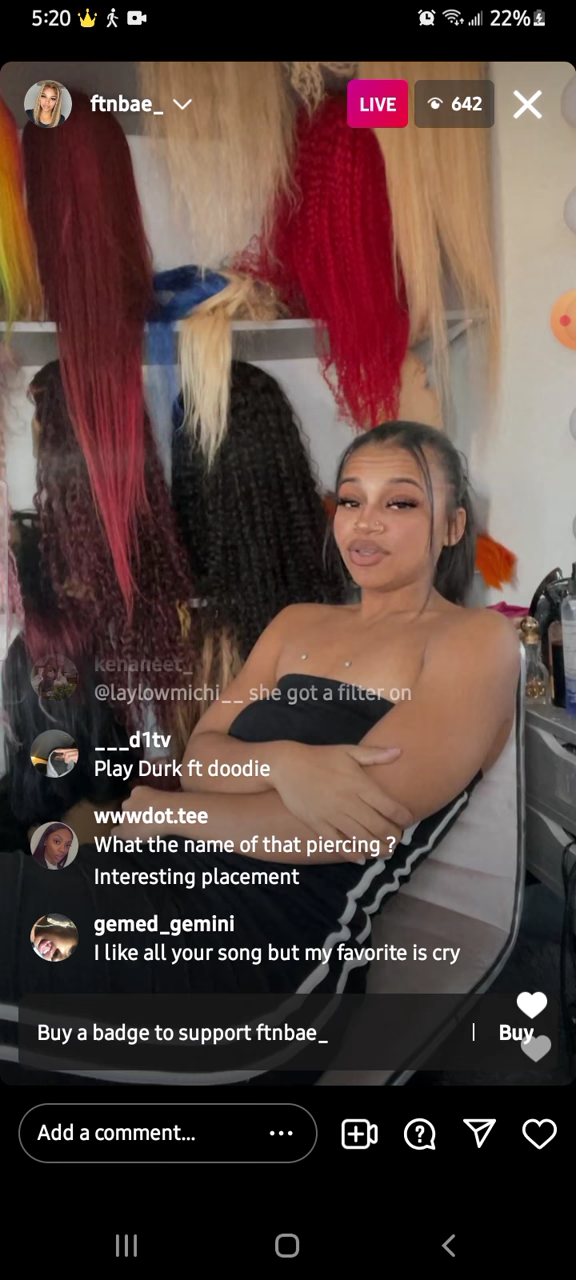 5:20
22%
ftnbae_
LIVE
642
kehaneet_
@laylowmichi__ she got a filter on
___d1tv
Play Durk ft doodie
wwwdot.tee
What the name of that piercing ?
Interesting placement
gemed_gemini
I like all your song but my favorite is cry
Buy a badge to support ftnbae_ | Buy
Add a comment...